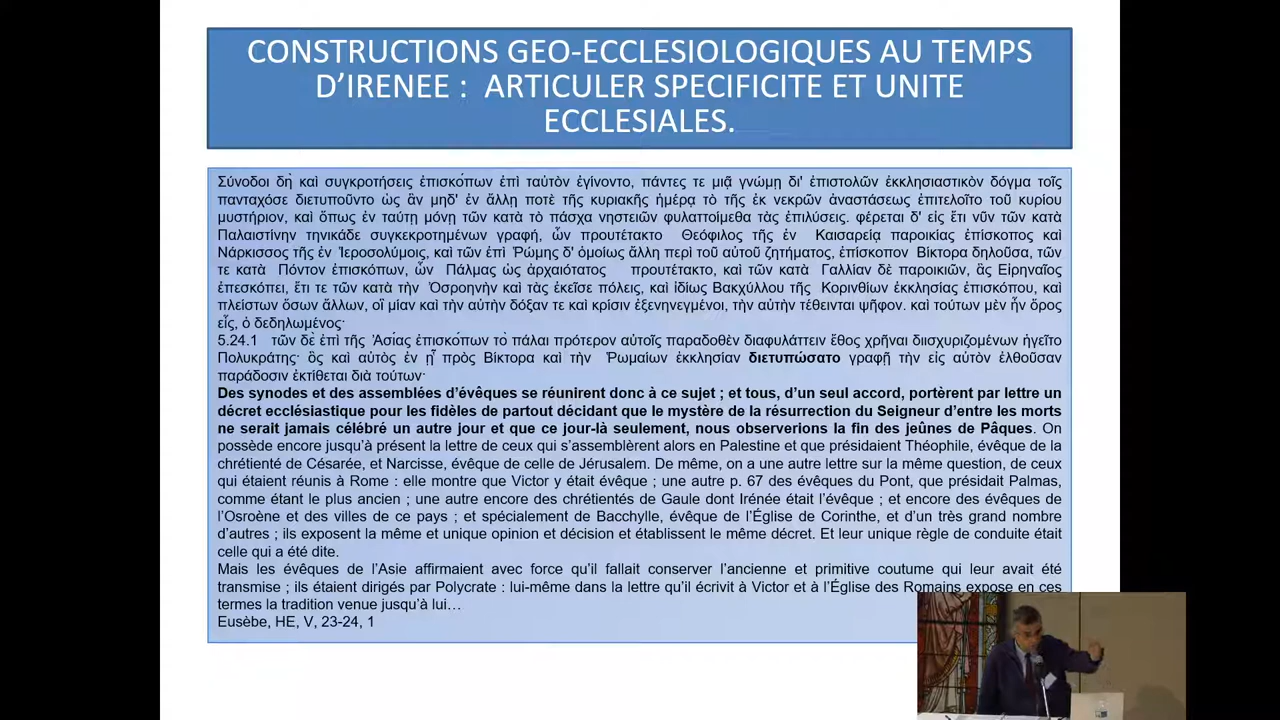 CONSTRUCTIONS GEO-ECCLESIOLOGIQUES AU TEMPS
D’IRENEE :  ARTICULER SPECIFICITE ET UNITE
ECCLESIALES.
Σύνοδοι δὴ καὶ συγκροτήσεις ἐπισκόπων ἐπὶ ταὐτὸν ἐγίνοντο, πάντες τε μιᾷ γνώμῃ δι' ἐπιστολῶν ἐκκλησιαστικὸν δόγμα τοῖς
πανταχόσε διετυποῦντο ὡς ἂν μηδ' ἐν ἄλλῃ ποτὲ τῆς κυριακῆς ἡμέρᾳ τὸ τῆς ἐκ νεκρῶν ἀναστάσεως ἐπιτελοῖτο τοῦ κυρίου
μυστήριον, καὶ ὅπως ἐν ταύτῃ μόνῃ τῶν κατὰ τὸ πάσχα νηστειῶν φυλαττοίμεθα τὰς ἐπιλύσεις. φέρεται δ' εἰς ἔτι νῦν τῶν κατὰ
Παλαιστίνην τηνικάδε συγκεκροτημένων γραφή, ὧν προυτέτακτο Θεόφιλος τῆς ἐν Καισαρείᾳ παροικίας ἐπίσκοπος καὶ
Νάρκισσος τῆς ἐν Ἱεροσολύμοις, καὶ τῶν ἐπὶ Ῥώμης δ' ὁμοίως ἄλλη περὶ τοῦ αὐτοῦ ζητήματος, ἐπίσκοπον Βίκτορα δηλοῦσα, τῶν
τε κατὰ Πόντον ἐπισκόπων, ὧν Πάλμας ὡς ἀρχαιότατος προυτέτακτο, καὶ τῶν κατὰ Γαλλίαν δὲ παροικιῶν, ἃς Εἰρηναῖος
ἐπεσκόπει, ἔτι τε τῶν κατὰ τὴν Ὀσροηνὴν καὶ τὰς ἐκεῖσε πόλεις, καὶ ἰδίως Βακχύλλου τῆς Κορινθίων ἐκκλησίας ἐπισκόπου, καὶ
πλείστων ὅσων ἄλλων, οἳ μίαν καὶ τὴν αὐτὴν δόξαν τε καὶ κρίσιν ἐξενηνεγμένοι, τὴν αὐτὴν τέθεινται ψῆφον. καὶ τούτων μὲν ἦν ὅρος
εἷς, ὁ δεδηλωμένος·
5.24.1 τῶν δὲ ἐπὶ τῆς Ἀσίας ἐπισκόπων τὸ πάλαι πρότερον αὐτοῖς παραδοθὲν διαφυλάττειν ἔθος χρῆναι διισχυριζομένων ἡγεῖτο
Πολυκράτης· ὃς καὶ αὐτὸς ἐν ᾗ πρὸς Βίκτορα καὶ τὴν Ῥωμαίων ἐκκλησίαν διετυπώσατο γραφῇ τὴν εἰς αὐτὸν ἐλθοῦσαν
παράδοσιν ἐκτίθεται διὰ τούτων·
Des synodes et des assemblées d’évêques se réunirent donc à ce sujet ; et tous, d’un seul accord, portèrent par lettre un
décret ecclésiastique pour les fidèles de partout décidant que le mystère de la résurrection du Seigneur d’entre les morts
ne serait jamais célébré un autre jour et que ce jour-là seulement, nous observerions la fin des jeûnes de Pâques. On
possède encore jusqu’à présent la lettre de ceux qui s’assemblèrent alors en Palestine et que présidaient Théophile, évêque de la
chrétienté de Césarée, et Narcisse, évêque de celle de Jérusalem. De même, on a une autre lettre sur la même question, de ceux
qui étaient réunis à Rome : elle montre que Victor y était évêque ; une autre p. 67 des évêques du Pont, que présidait Palmas,
comme étant le plus ancien ; une autre encore des chrétientés de Gaule dont Irénée était l’évêque ; et encore des évêques de
l’Osroène et des villes de ce pays ; et spécialement de Bacchylle, évêque de l’Église de Corinthe, et d’un très grand nombre
d’autres ; ils exposent la même et unique opinion et décision et établissent le même décret. Et leur unique règle de conduite était
celle qui a été dite.
Mais les évêques de l’Asie affirmaient avec force qu’il fallait conserver l’ancienne et primitive coutume qui leur avait été
transmise ; ils étaient dirigés par Polycrate : lui-même dans la lettre qu’il écrivit à Victor et à l’Église des Romains expose en ces
termes la tradition venue jusqu’à lui…
Eusèbe, HE, V, 23-24, 1